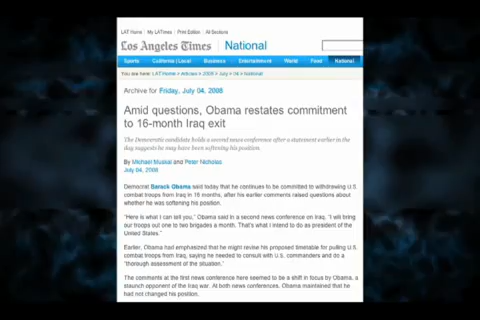 LAT Home | My LATimes | Print Edition | All Sections
Los Angeles Times | National
Sports California | Local Business Entertainment World Food National
You are here: LAT Home > Articles > 2008 > July > 04 > National
Archive for Friday, July 04, 2008
Amid questions, Obama restates commitment
to 16-month Iraq exit
The Democratic candidate holds a second news conference after a statement earlier in the
day suggests he may have been softening his position.
By Michael Muskal and Peter Nicholas
July 04, 2008
Democrat Barack Obama said today that he continues to be committed to withdrawing U.S.
combat troops from Iraq in 16 months, after his earlier comments raised questions about
whether he was softening his position.
"Here is what I can tell you," Obama said in a second news conference on Iraq. "I will bring
our troops out one to two brigades a month. That's what I intend to do as president of the
United States."
Earlier, Obama had emphasized that he might revise his proposed timetable for pulling U.S.
combat troops from Iraq, saying he needed to consult with U.S. commanders and do a
"thorough assessment of the situation."
The comments at the first news conference here seemed to be a shift in focus by Obama, a
staunch opponent of the Iraq war. At both news conferences, Obama maintained that he
had not changed his position.